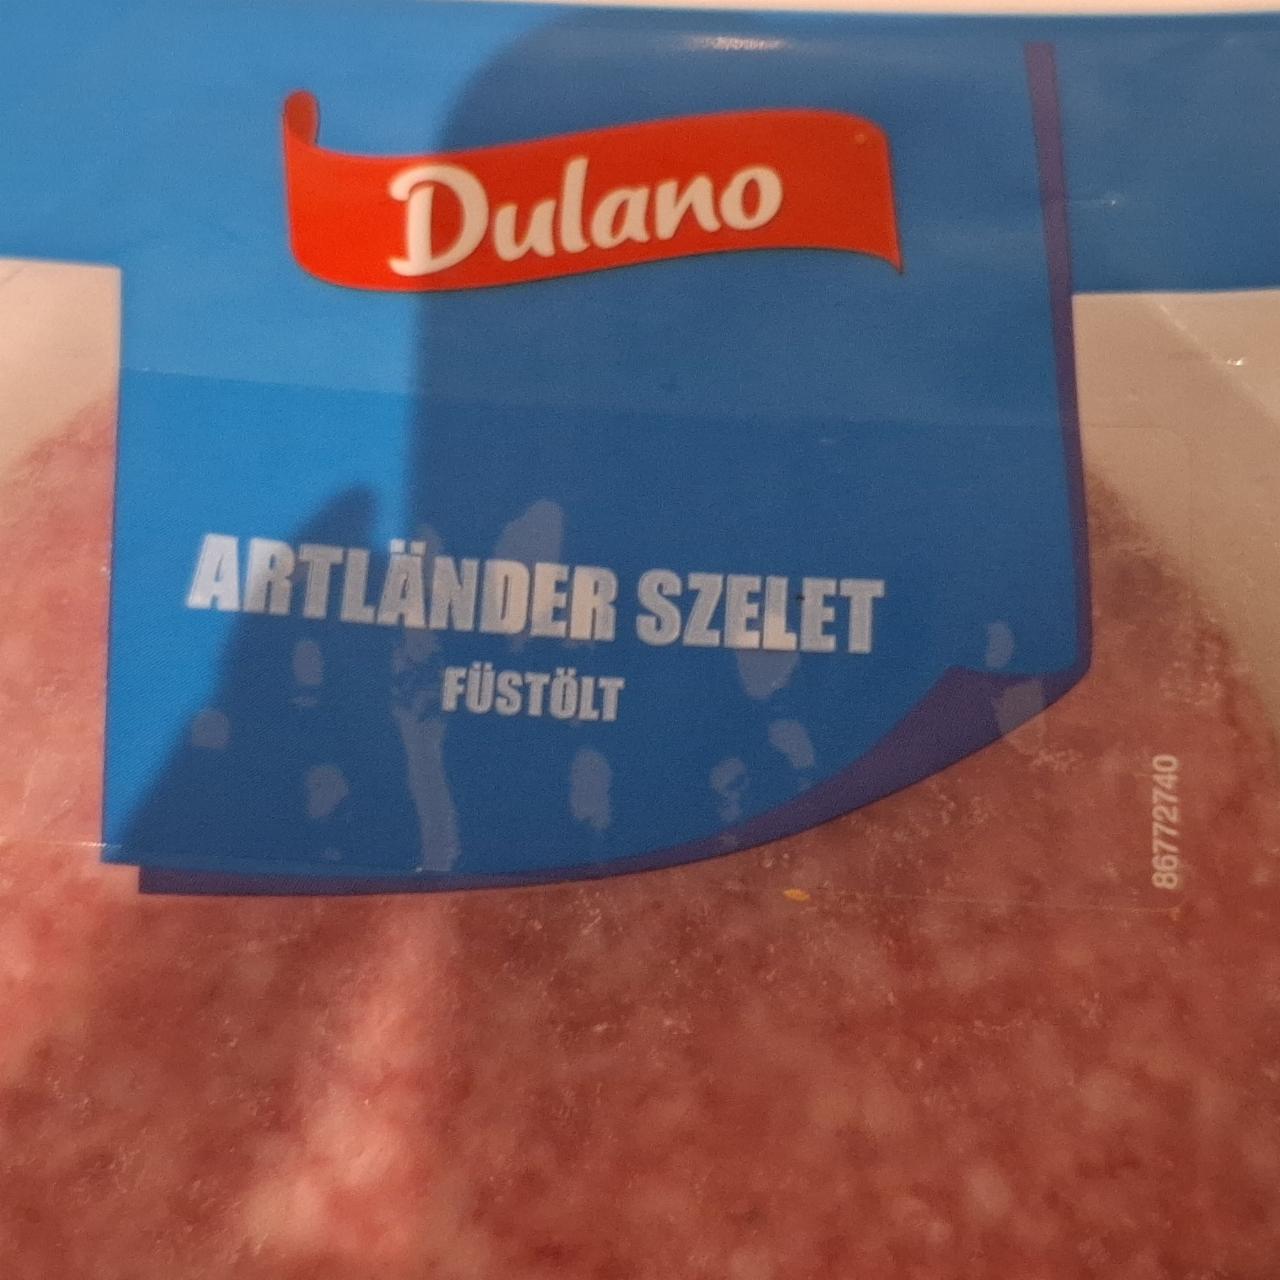 Dulano
ARTLÄNDER SZELET
FÜSTÖLT
86772740